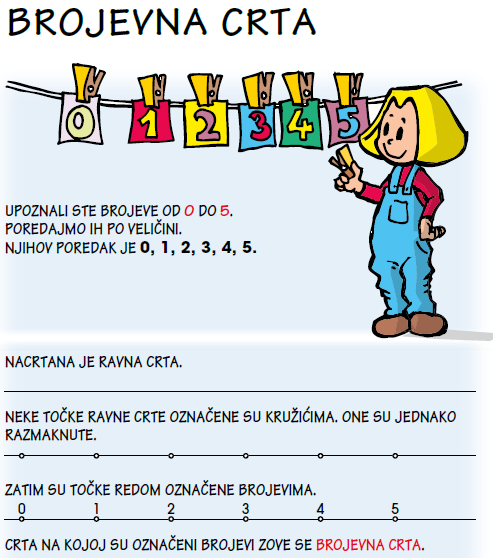 BROJEVNA CRTA
0 1 2 3 4 5
UPOZNALI STE BROJEVE OD 0 DO 5.
POREDAJMO IH PO VELIČINI.
NJIHOV POREDAK JE 0, 1, 2, 3, 4, 5.
NACRTANA JE RAVNA CRTA.
NEKE TOČKE RAVNE CRTE OZNAČENE SU KRUŽIĆIMA. ONE SU JEDNAKO
RAZMAKNUTE.
ZATIM SU TOČKE REDOM OZNAČENE BROJEVIMA.
0 1 2 3 4 5
CRTA NA KOJOJ SU OZNAČENI BROJEVI ZOVE SE BROJEVNA CRTA.